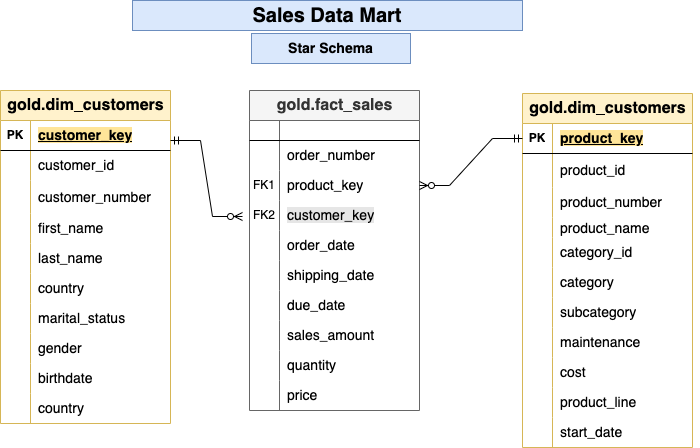 Sales Data Mart
Star Schema
gold.dim_customers
PK customer_key
customer_id
customer_number
first_name
last_name
country
marital_status
gender
birthdate
country
gold.fact_sales
order_number
FK1 product_key
FK2 customer_key
order_date
shipping_date
due_date
sales_amount
quantity
price
gold.dim_customers
PK product_key
product_id
product_number
product_name
category_id
category
subcategory
maintenance
cost
product_line
start_date